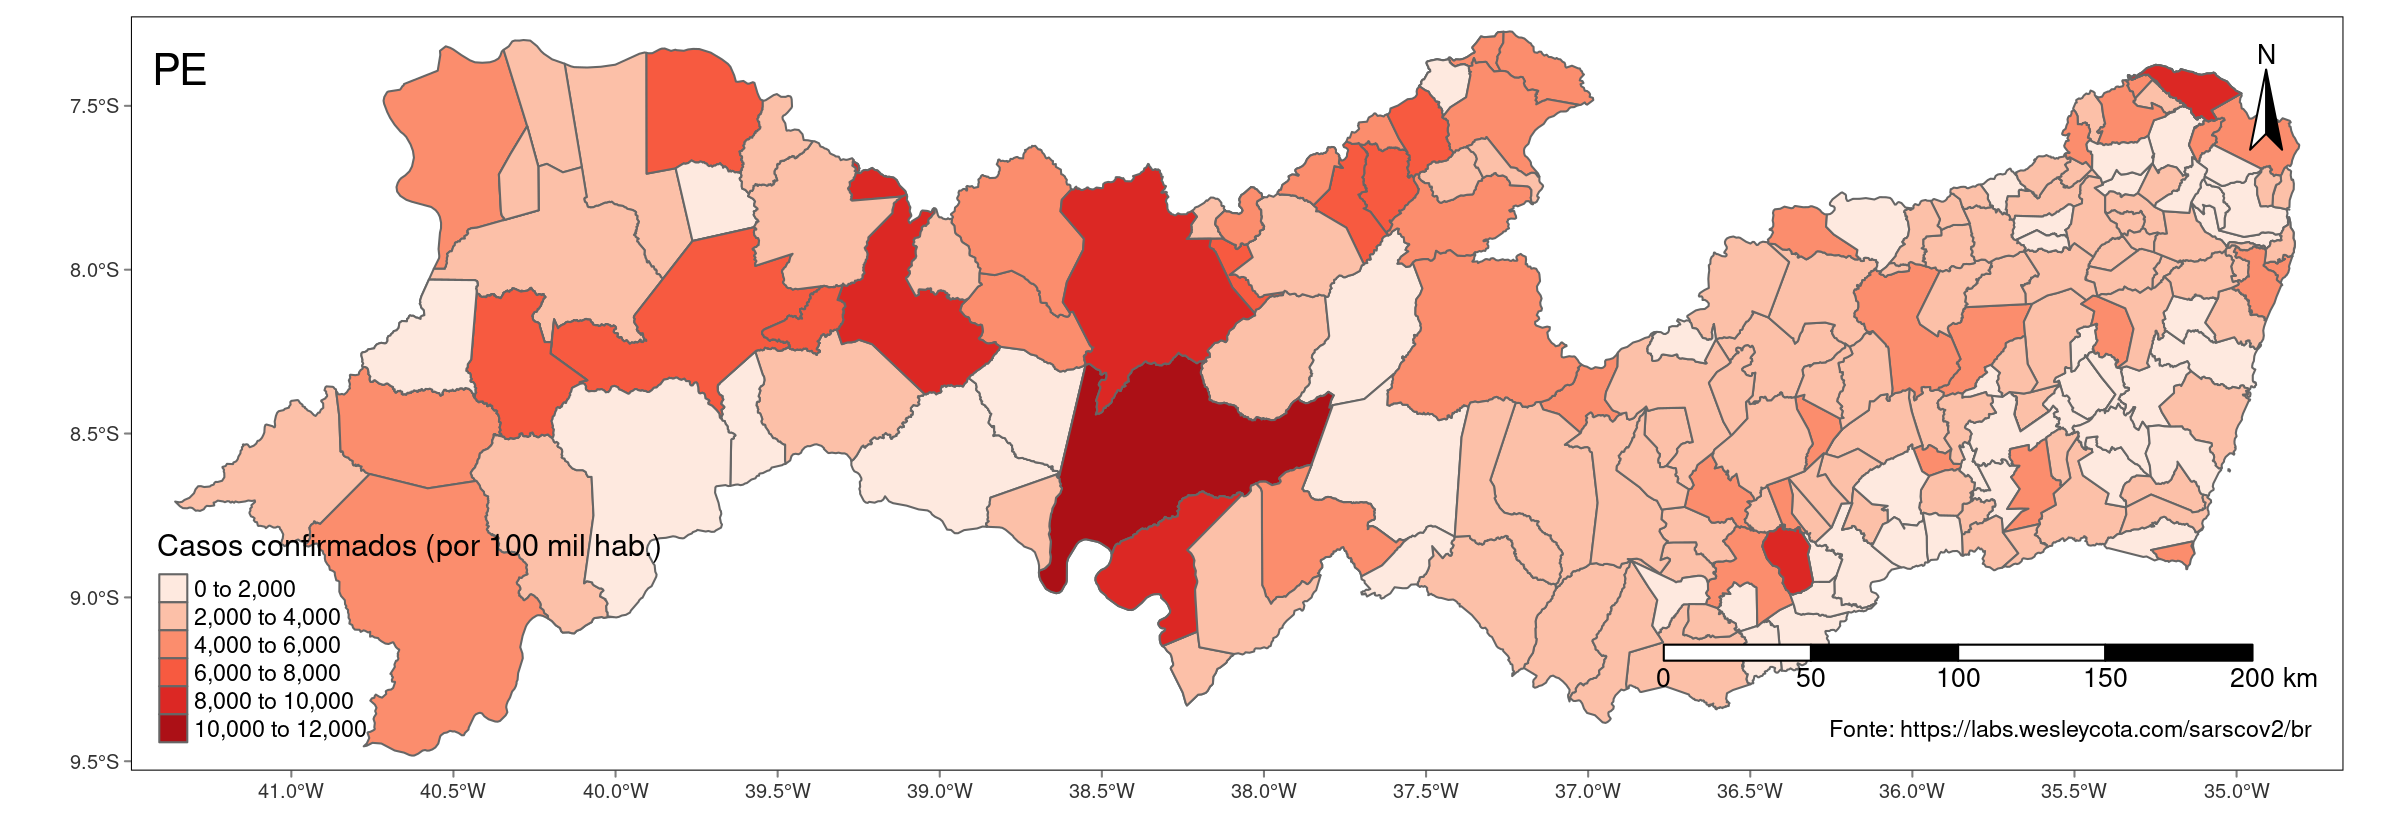 PE
N
7.5°S
8.0°S
8.5°S
9.0°S
9.5°S
Casos confirmados (por 100 mil hab.)
0 to 2,000
2,000 to 4,000
4,000 to 6,000
6,000 to 8,000
8,000 to 10,000
10,000 to 12,000
0 50 100 150 200 km
Fonte: https://labs.wesleycota.com/sarscov2/br
41.0°W 40.5°W 40.0°W 39.5°W 39.0°W 38.5°W 38.0°W 37.5°W 37.0°W 36.5°W 36.0°W 35.5°W 35.0°W